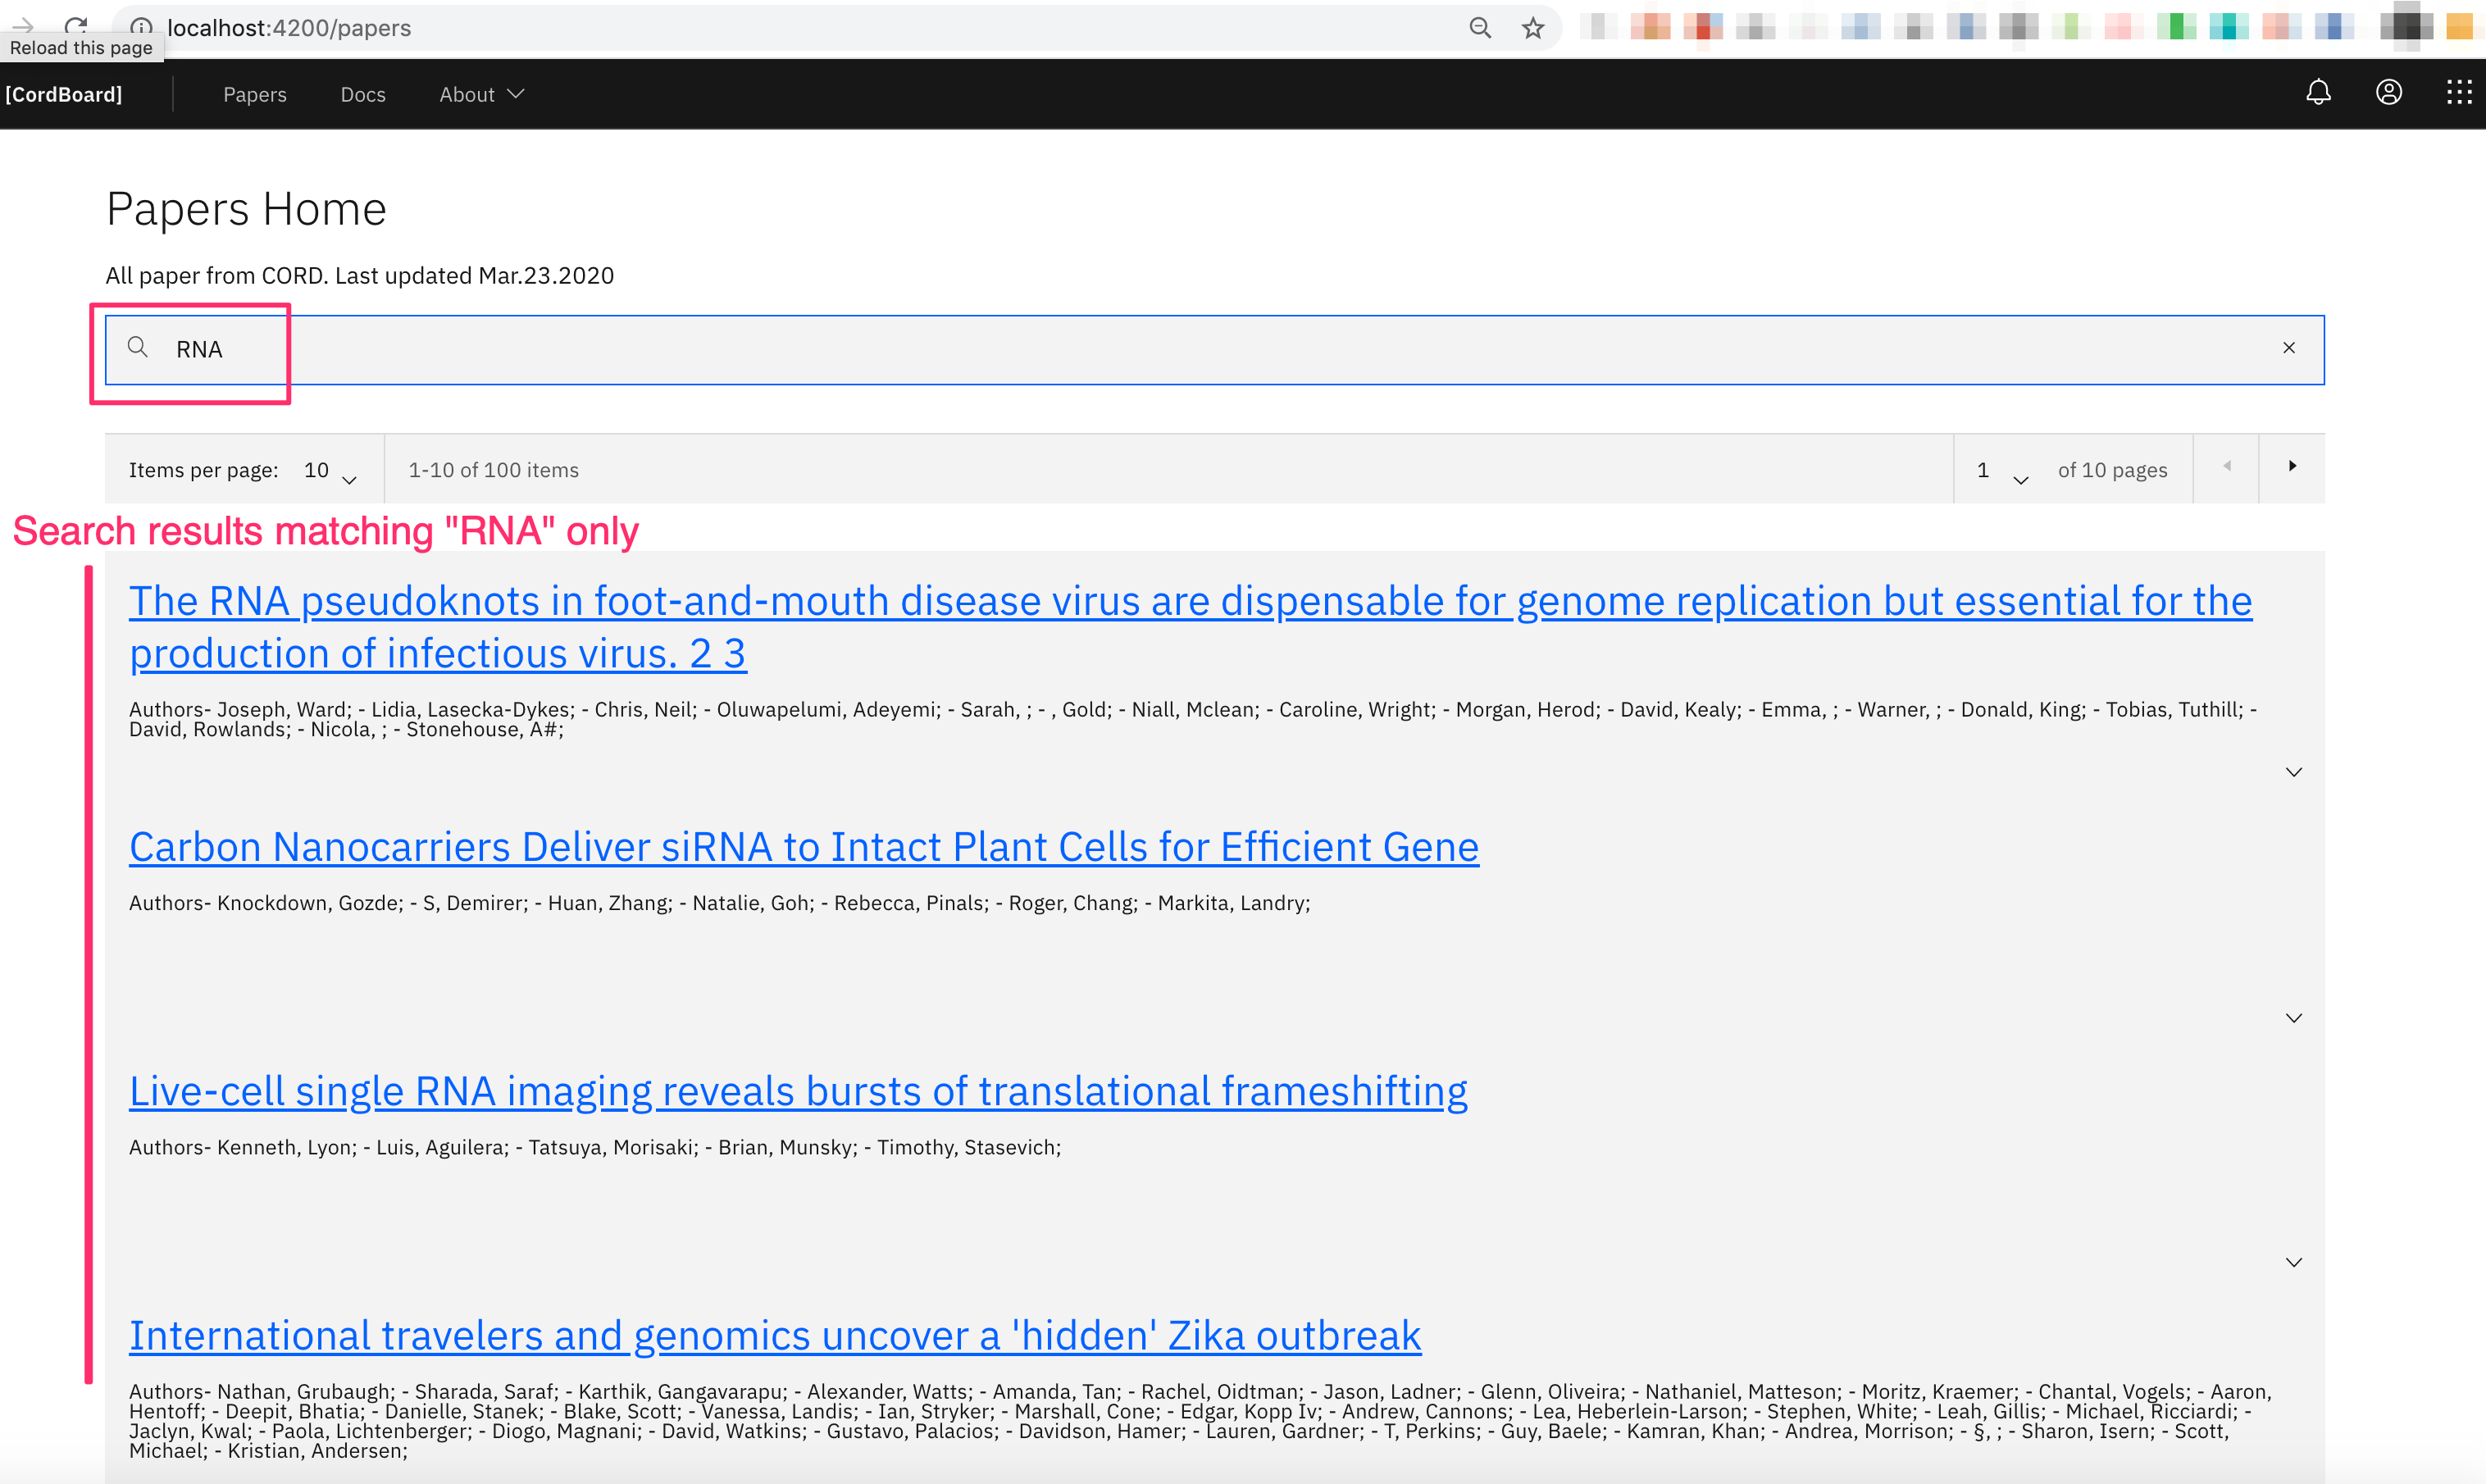 localhost:4200/papers
Reload this page
[CordBoard] Papers Docs About
Papers Home
All paper from CORD. Last updated Mar.23.2020
RNA
Items per page: 10 1-10 of 100 items 1 of 10 pages
Search results matching "RNA" only
The RNA pseudoknots in foot-and-mouth disease virus are dispensable for genome replication but essential for the
production of infectious virus. 2 3
Authors- Joseph, Ward; - Lidia, Lasecka-Dykes; - Chris, Neil; - Oluwapelumi, Adeyemi; - Sarah, ; - , Gold; - Niall, Mclean; - Caroline, Wright; - Morgan, Herod; - David, Kealy; - Emma, ; - Warner, ; - Donald, King; - Tobias, Tuthill; -
David, Rowlands; - Nicola, ; - Stonehouse, A#;
Carbon Nanocarriers Deliver siRNA to Intact Plant Cells for Efficient Gene
Authors- Knockdown, Gozde; - S, Demirer; - Huan, Zhang; - Natalie, Goh; - Rebecca, Pinals; - Roger, Chang; - Markita, Landry;
Live-cell single RNA imaging reveals bursts of translational frameshifting
Authors- Kenneth, Lyon; - Luis, Aguilera; - Tatsuya, Morisaki; - Brian, Munsky; - Timothy, Stasevich;
International travelers and genomics uncover a 'hidden' Zika outbreak
Authors- Nathan, Grubaugh; - Sharada, Saraf; - Karthik, Gangavarapu; - Alexander, Watts; - Amanda, Tan; - Rachel, Oidtman; - Jason, Ladner; - Glenn, Oliveira; - Nathaniel, Matteson; - Moritz, Kraemer; - Chantal, Vogels; - Aaron,
Hentoff; - Deepit, Bhatia; - Danielle, Stanek; - Blake, Scott; - Vanessa, Landis; - Ian, Stryker; - Marshall, Cone; - Edgar, Kopp Iv; - Andrew, Cannons; - Lea, Heberlein-Larson; - Stephen, White; - Leah, Gillis; - Michael, Ricciardi; -
Jaclyn, Kwal; - Paola, Lichtenberger; - Diogo, Magnani; - David, Watkins; - Gustavo, Palacios; - Davidson, Hamer; - Lauren, Gardner; - T, Perkins; - Guy, Baele; - Kamran, Khan; - Andrea, Morrison; - §, ; - Sharon, Isern; - Scott,
Michael; - Kristian, Andersen;